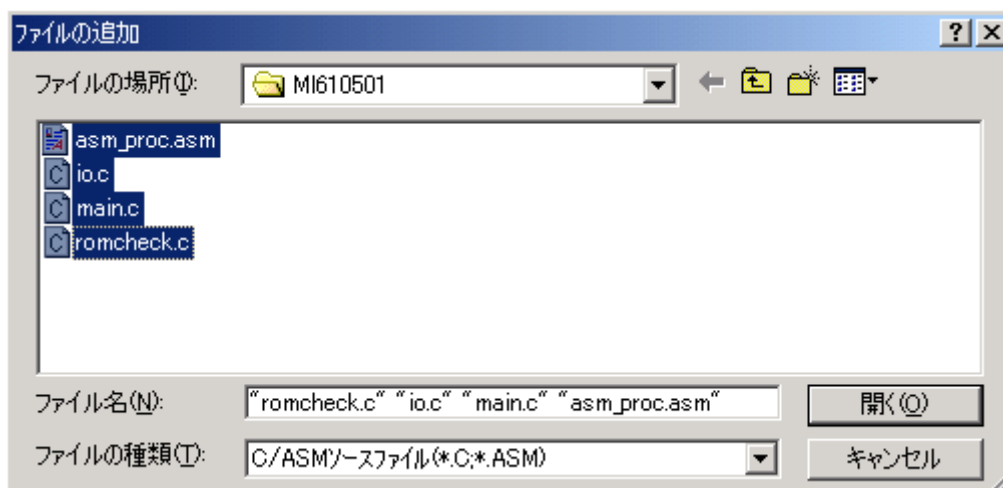 ファイルの追加
ファイルの場所(I): MI610501
asm_proc.asm
io.c
main.c
romcheck.c
ファイル名(N): "romcheck.c" "io.c" "main.c" "asm_proc.asm" 開く(O)
ファイルの種類(T): C/ASMソースファイル(*.C;*.ASM) キャンセル